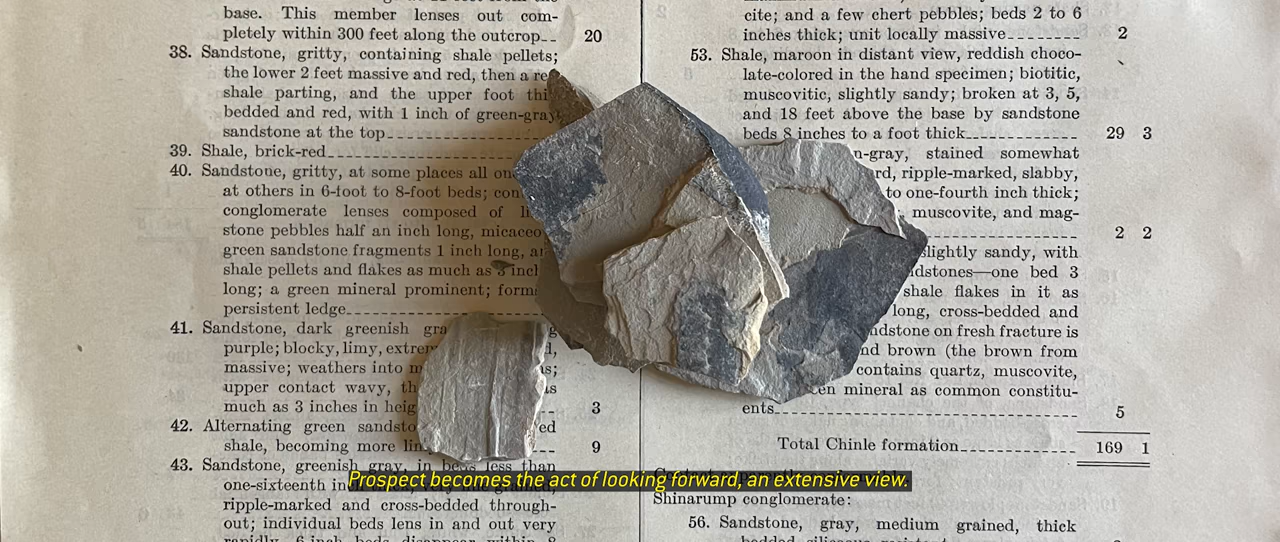 base. This member lenses out com-
pletely within 300 feet along the outcrop-- 20
38. Sandstone, gritty, containing shale pellets;
the lower 2 feet massive and red, then a
shale parting, and the upper foot
bedded and red, with 1 inch of green-gray
sandstone at the top
39. Shale, brick-red
40. Sandstone, gritty, at some places all
at others in 6-foot to 8-foot beds;
conglomerate lenses composed of
stone pebbles half an inch long,
green sandstone fragments 1 inch long,
shale pellets and flakes as much as 3
long; a green mineral prominent;
persistent ledge
41. Sandstone, dark greenish
purple; blocky, limy,
massive; weathers into
upper contact wavy,
much as 3 inches in 3
42. Alternating green
shale, becoming more 9
43. Sandstone, greenish gray, in beds less than
one-sixteenth
ripple-marked and cross-bedded through-
out; individual beds lens in and out very
rapidly, 6-inch beds disappear within 8
cite; and a few chert pebbles; beds 2 to 6
inches thick; unit locally massive 2
53. Shale, maroon in distant view, reddish choco-
late-colored in the hand specimen; biotitic,
muscovitic, slightly sandy; broken at 3, 5,
and 18 feet above the base by sandstone
beds 8 inches to a foot thick 29 3
stained somewhat
ripple-marked, slabby,
to one-fourth inch thick;
muscovite, and mag-
2 2
slightly sandy, with
one bed 3
shale flakes in it as
long, cross-bedded and
on fresh fracture is
brown (the brown from
contains quartz, muscovite,
mineral as common constitu-
ents 5
Total Chinle formation 169 1
Prospect becomes the act of looking forward, an extensive view.
Shinarump conglomerate:
56. Sandstone, gray, medium grained, thick